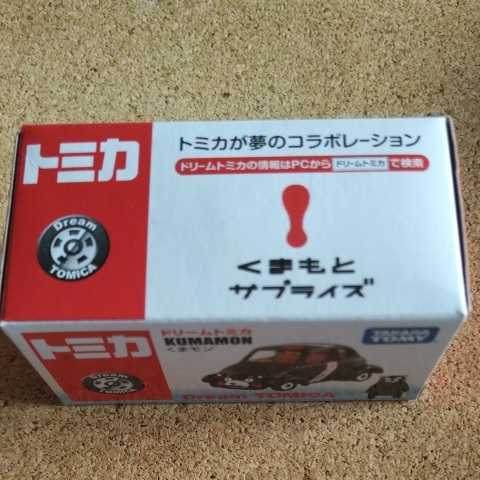 トミカ
Dream
TOMICA
トミカが夢のコラボレーション
ドリームトミカの情報はPCから ドリームトミカ で検索
くまもと
サプライズ
トミカ
Dream
TOMICA
ドリームトミカ
KUMAMON
くまモン
TAKARA
TOMY
Dream TOMICA